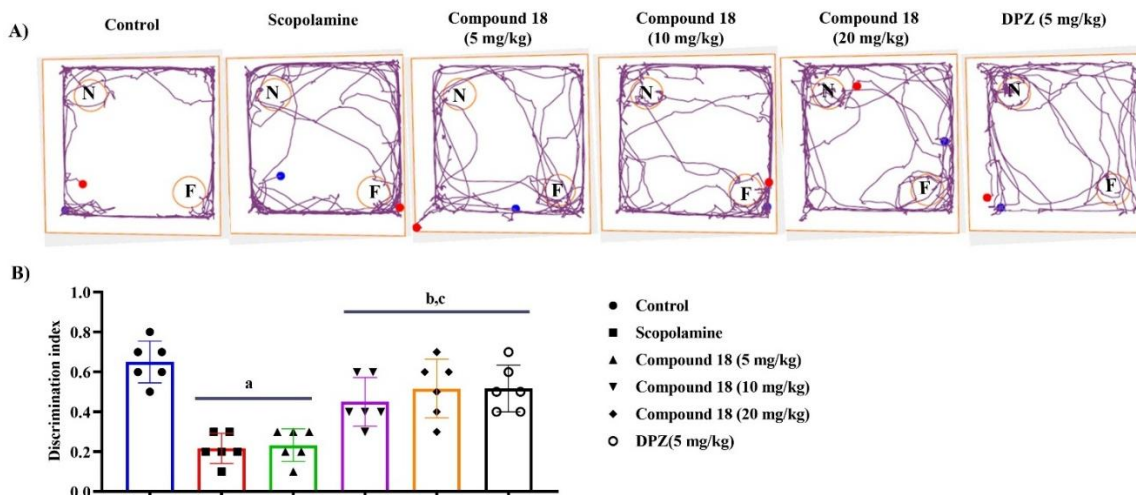 A)
Control
Scopolamine
Compound 18
(5 mg/kg)
Compound 18
(10 mg/kg)
Compound 18
(20 mg/kg)
DPZ (5 mg/kg)
N
F
N
F
N
F
N
F
N
F
N
F
B)
Discrimination index
1.0
0.8
0.6
0.4
0.2
0.0
a
b,c
Control
Scopolamine
Compound 18 (5 mg/kg)
Compound 18 (10 mg/kg)
Compound 18 (20 mg/kg)
DPZ(5 mg/kg)